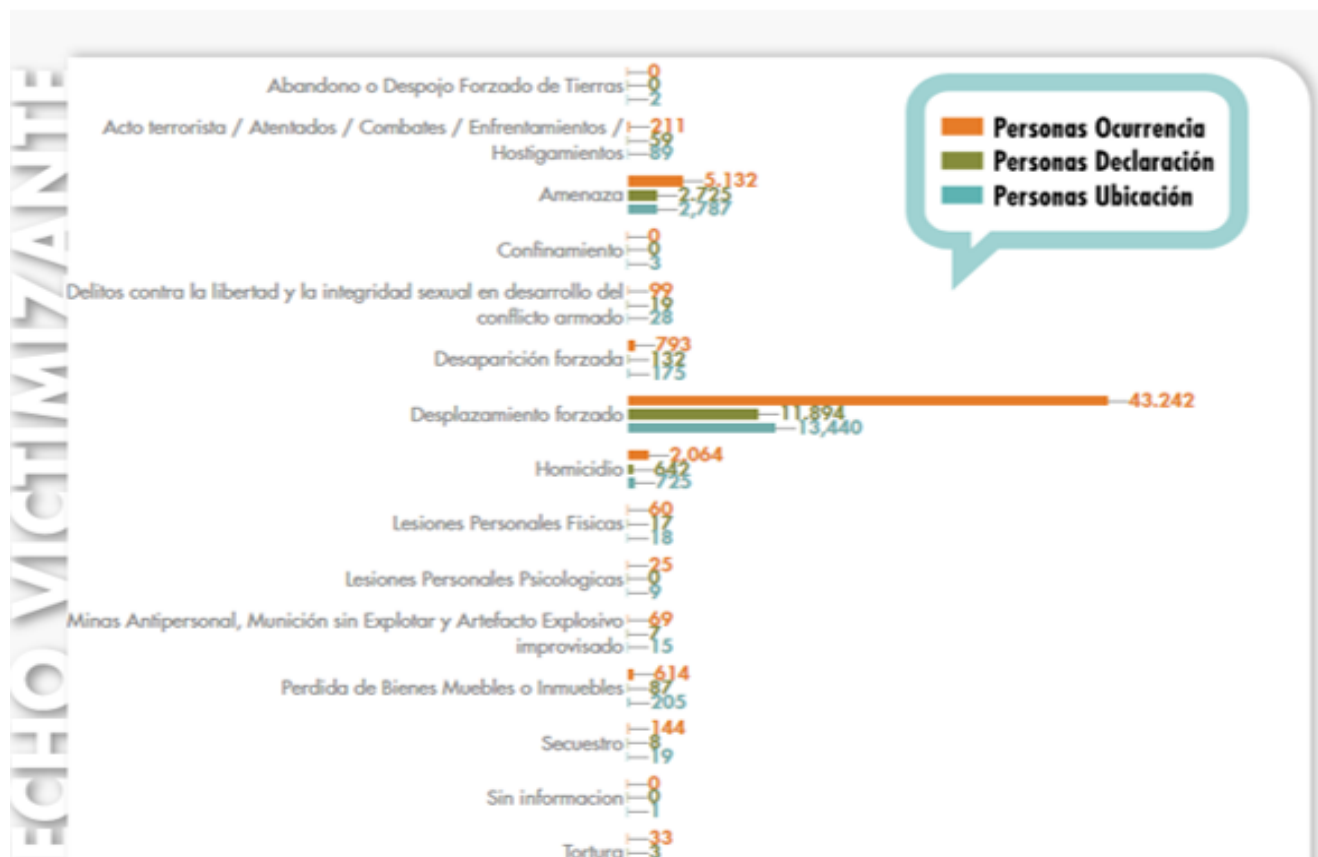 ECHO VICTIMIZANTE
Personas Ocurrencia
Personas Declaración
Personas Ubicación
Abandono o Despojo Forzado de Tierras
0
0
2
Acto terrorista / Atentados / Combates / Enfrentamientos /
Hostigamientos
211
59
89
Amenaza
5.132
2.725
2,787
Confinamiento
0
0
3
Delitos contra la libertad y la integridad sexual en desarrollo del
conflicto armado
99
19
28
Desaparición forzada
793
132
175
Desplazamiento forzado
43.242
11.894
13,440
Homicidio
2,064
642
725
Lesiones Personales Fisicas
60
17
18
Lesiones Personales Psicologicas
25
0
9
Minas Antipersonal, Munición sin Explotar y Artefacto Explosivo
improvisado
69
7
15
Perdida de Bienes Muebles o Inmuebles
614
87
205
Secuestro
144
8
19
Sin informacion
0
0
1
Tortura
33
3